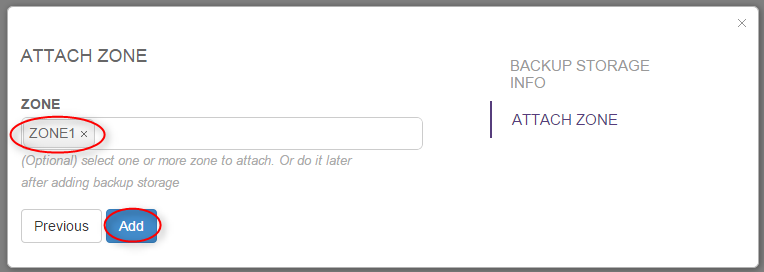 ATTACH ZONE
ZONE
ZONE1 ×
(Optional) select one or more zone to attach. Or do it later
after adding backup storage
Previous
Add
BACKUP STORAGE
INFO
ATTACH ZONE